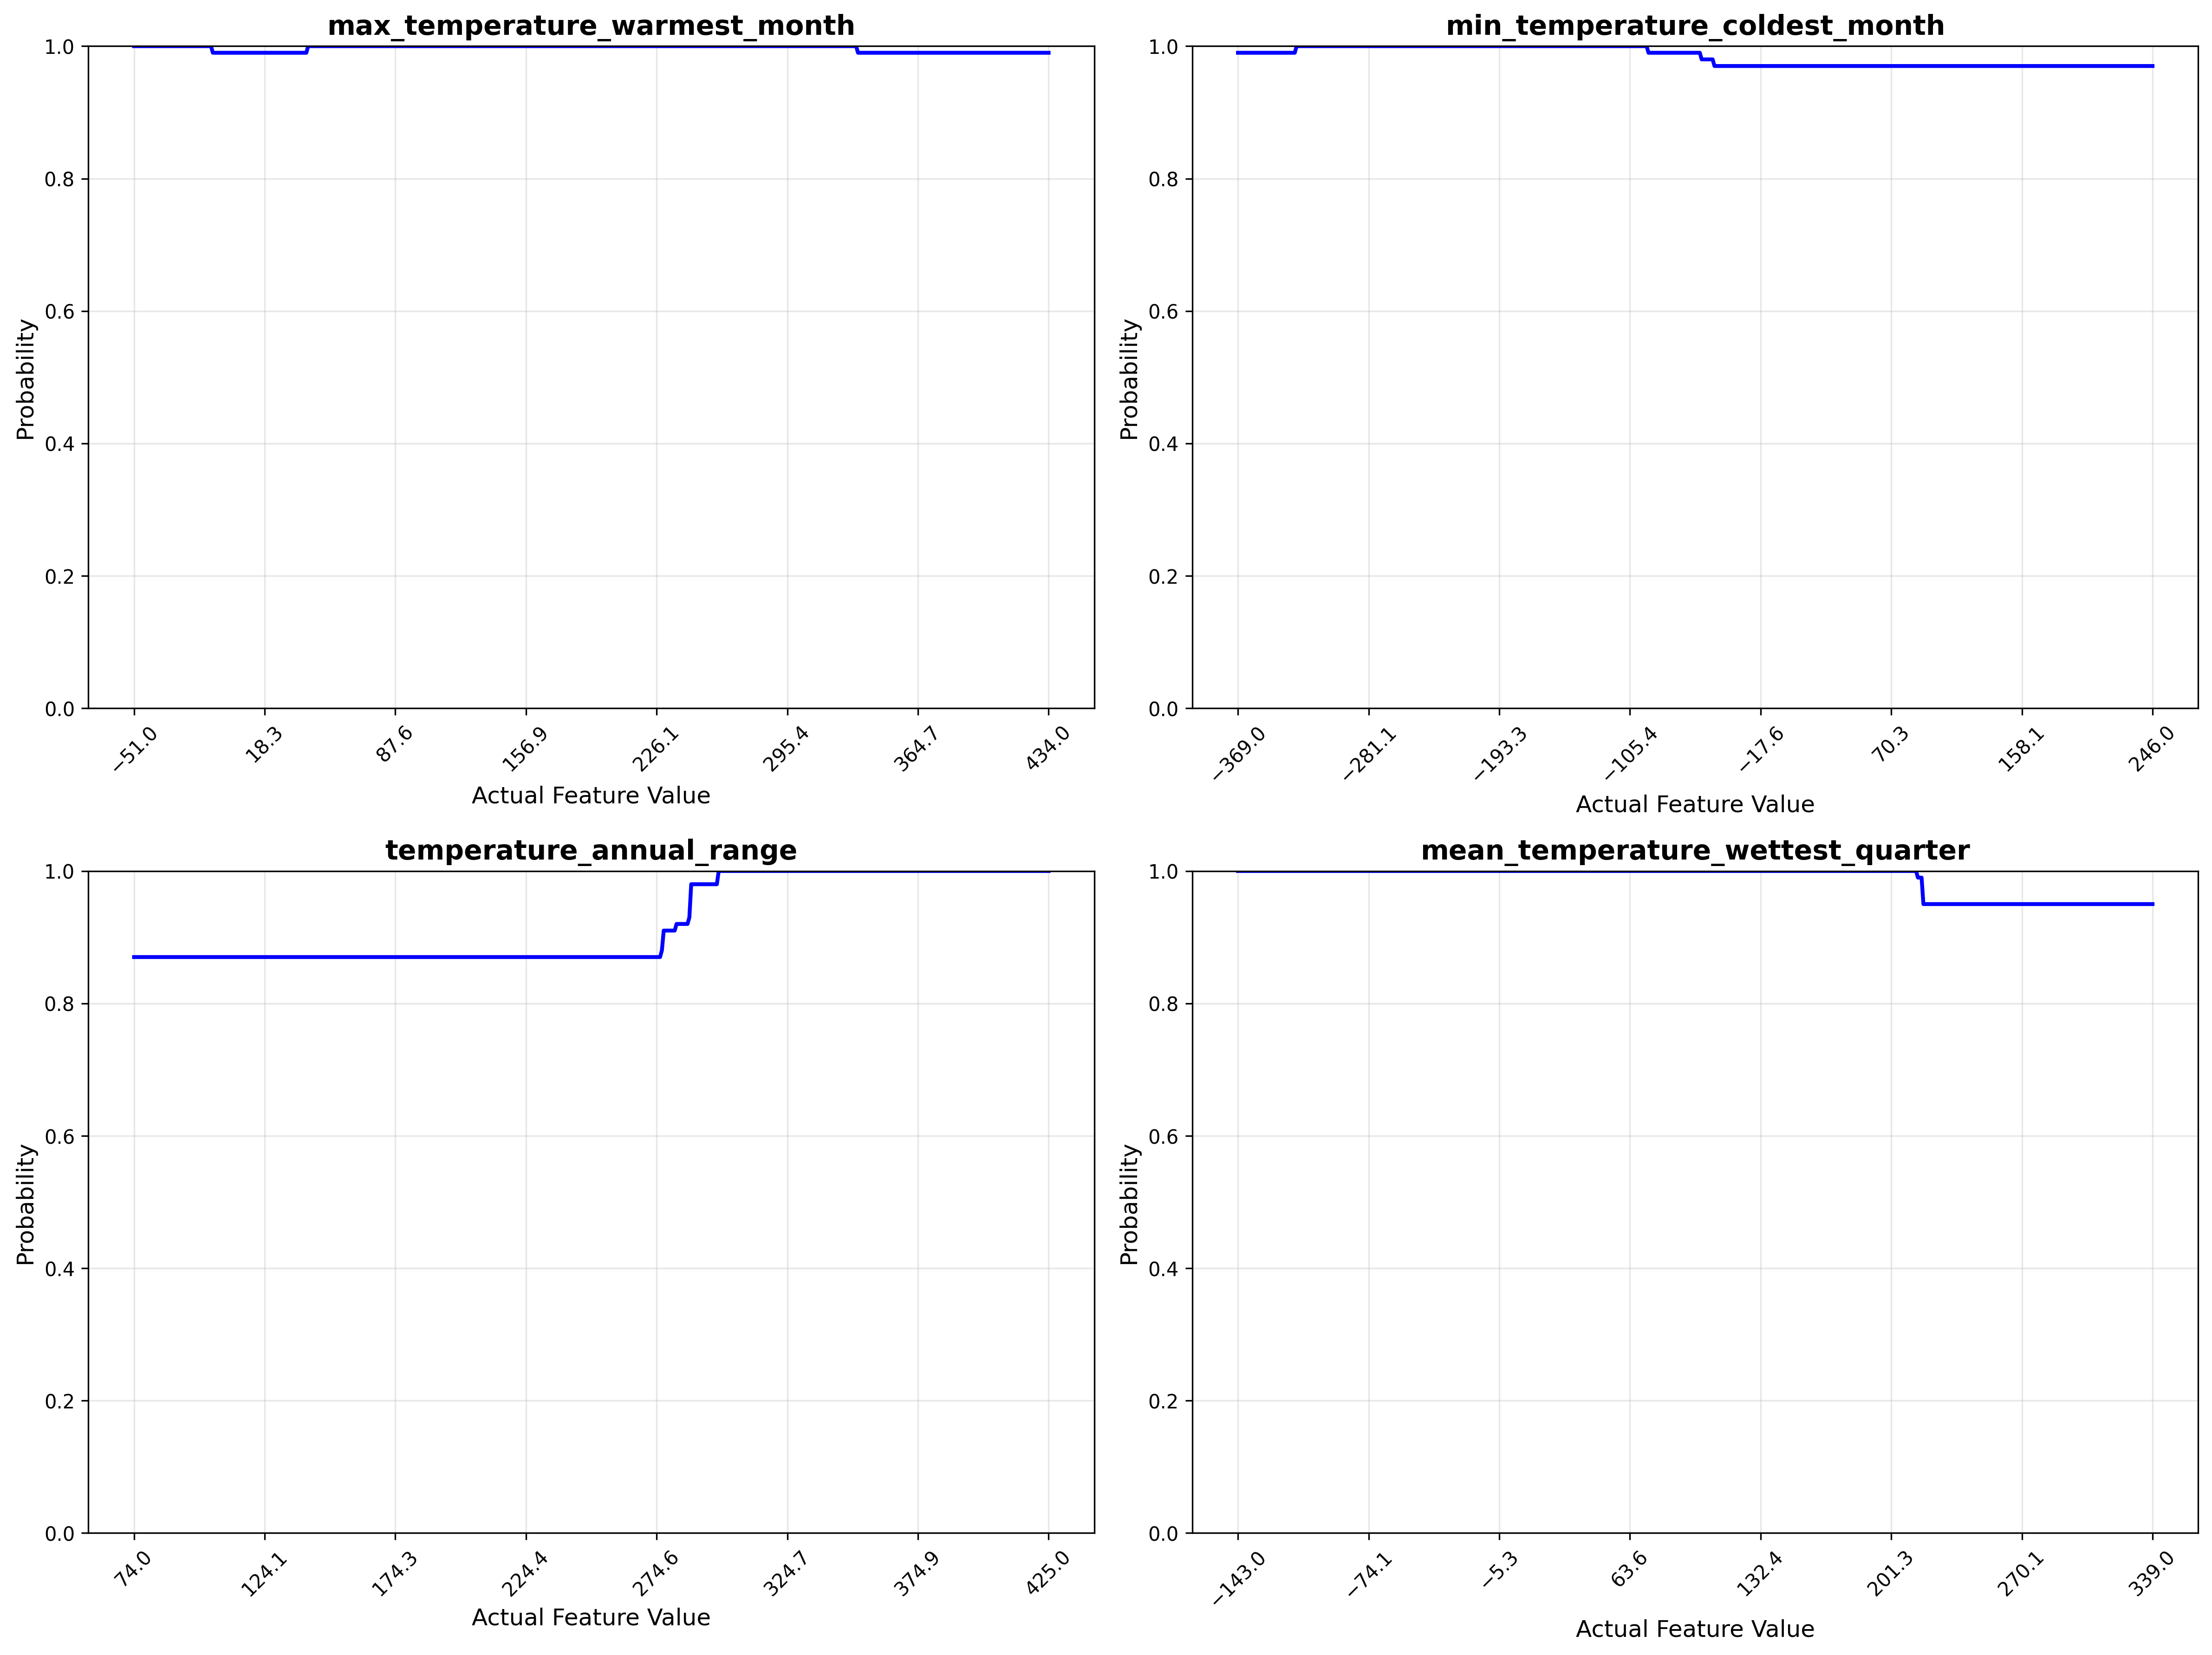 max_temperature_warmest_month
1.0
0.8
0.6
0.4
0.2
0.0
Probability
−51.0 18.3 87.6 156.9 226.1 295.4 364.7 434.0
Actual Feature Value
min_temperature_coldest_month
1.0
0.8
0.6
0.4
0.2
0.0
Probability
−369.0 −281.1 −193.3 −105.4 −17.6 70.3 158.1 246.0
Actual Feature Value
temperature_annual_range
1.0
0.8
0.6
0.4
0.2
0.0
Probability
74.0 124.1 174.3 224.4 274.6 324.7 374.9 425.0
Actual Feature Value
mean_temperature_wettest_quarter
1.0
0.8
0.6
0.4
0.2
0.0
Probability
−143.0 −74.1 −5.3 63.6 132.4 201.3 270.1 339.0
Actual Feature Value